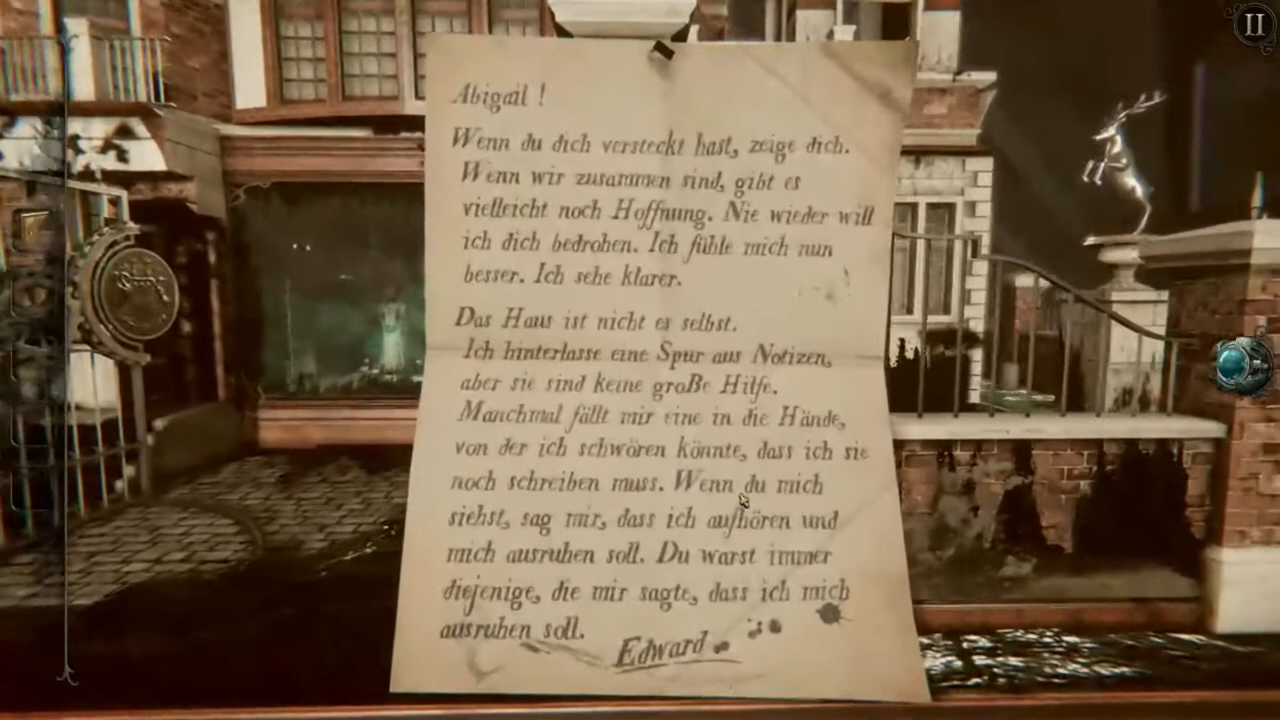 II
Abigail !
Wenn du dich versteckt hast, zeige dich.
Wenn wir zusammen sind, gibt es
vielleicht noch Hoffnung. Nie wieder will
ich dich bedrohen. Ich fühle mich nun
besser. Ich sehe klarer.
Das Haus ist nicht es selbst.
Ich hinterlasse eine Spur aus Notizen,
aber sie sind keine große Hilfe.
Manchmal fällt mir eine in die Hände,
von der ich schwören könnte, dass ich sie
noch schreiben muss. Wenn du mich
siehst, sag mir, dass ich aufhören und
mich ausruhen soll. Du warst immer
diejenige, die mir sagte, dass ich mich
ausruhen soll.
Edward